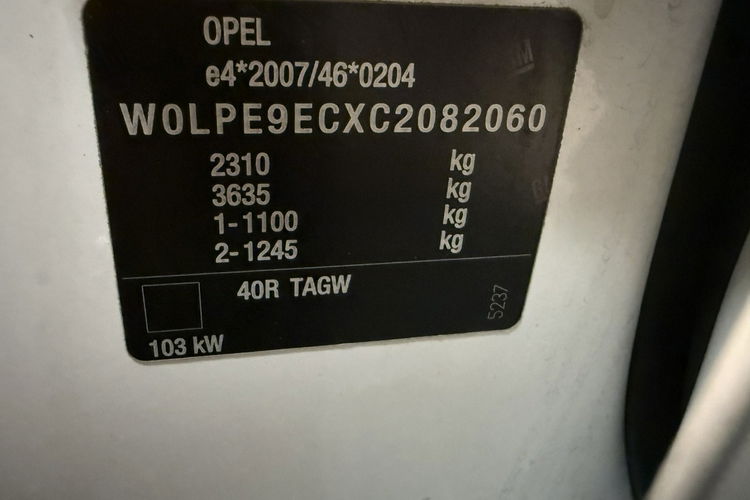 OPEL
e4*2007/46*0204
W0LPE9ECXC2082060
2310 kg
3635 kg
1-1100 kg
2-1245 kg
40R TAGW
5237
103 kW